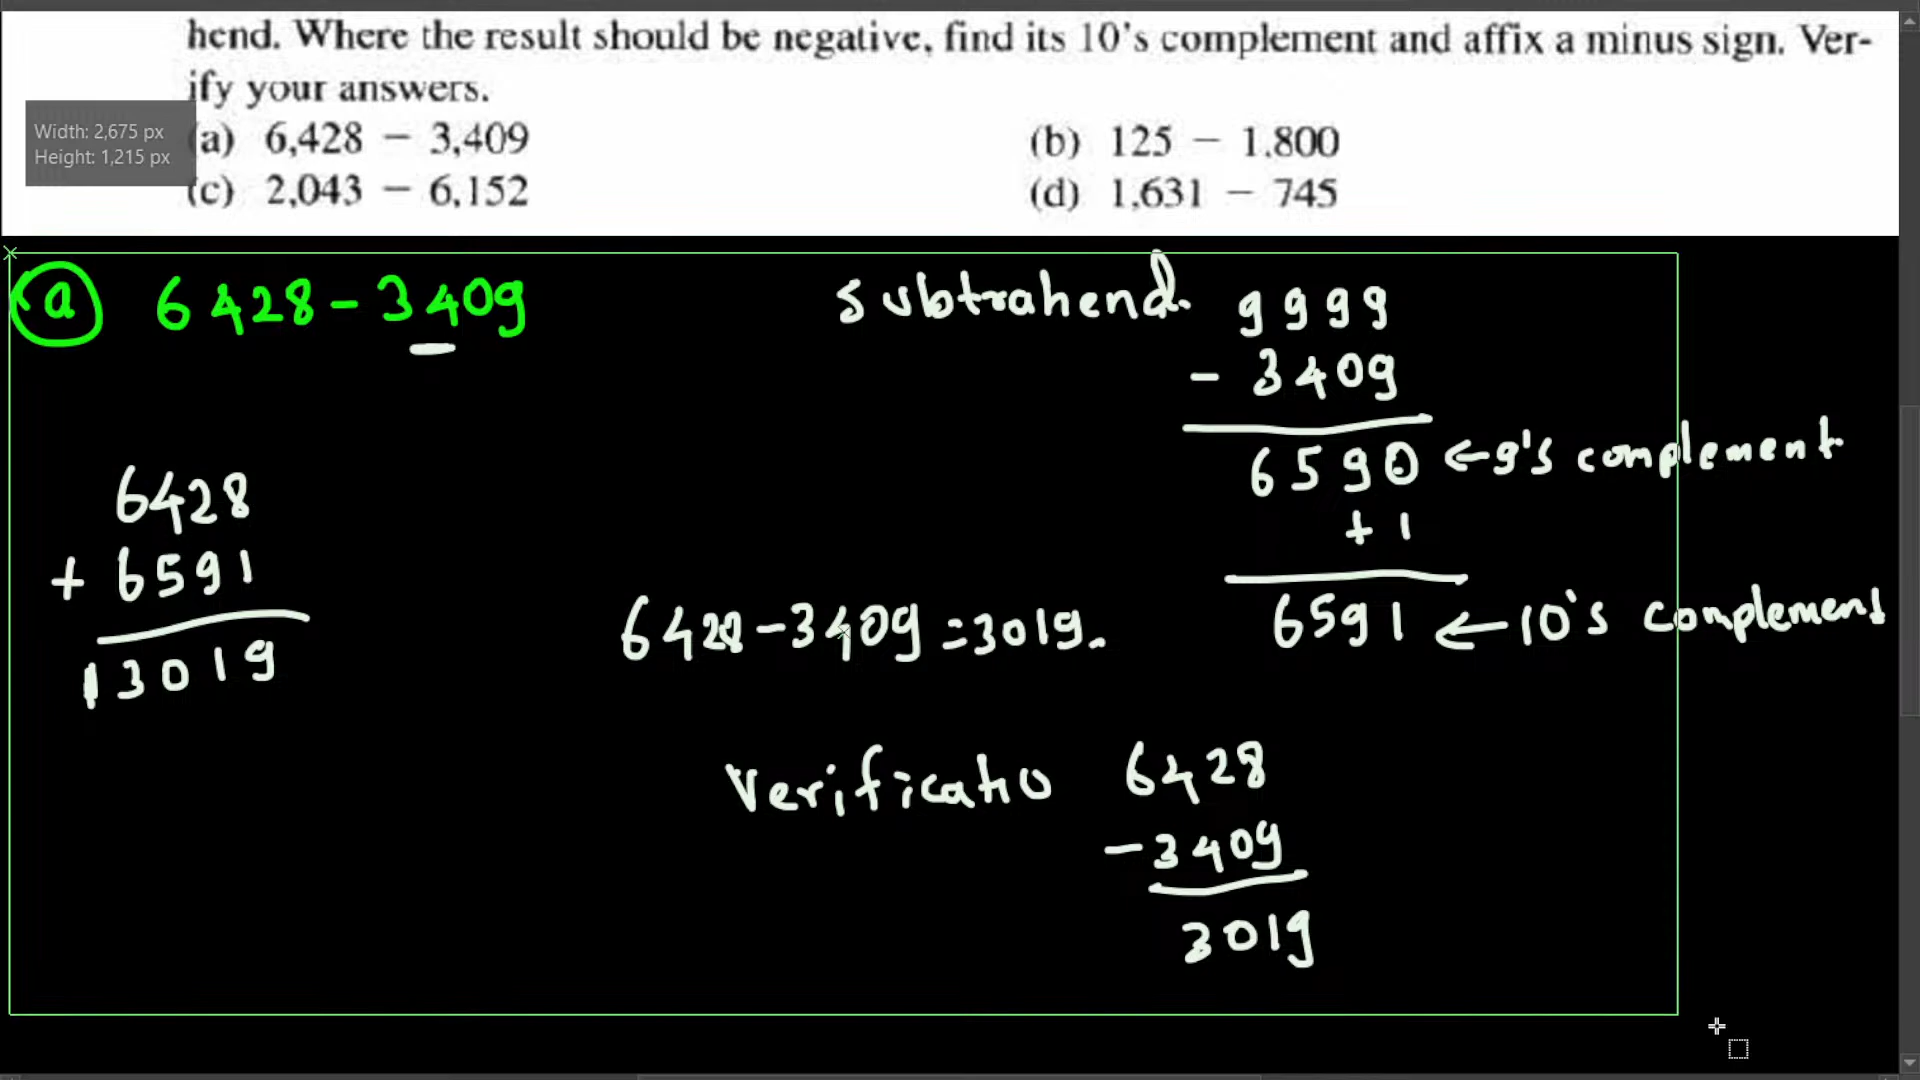 hend. Where the result should be negative, find its 10's complement and affix a minus sign. Ver-
ify your answers.
Width: 2,675 px
Height: 1,215 px
(a) 6,428 − 3,409
(b) 125 − 1.800
(c) 2,043 − 6,152
(d) 1,631 − 745
(a) 6428-3409
Subtrahend.
9999
- 3409
6590 ←9's complement
+ 1
6591 ←10's complement
6428
+ 6591
13019
6428-3409=3019.
Verificatio
6428
-3409
3019